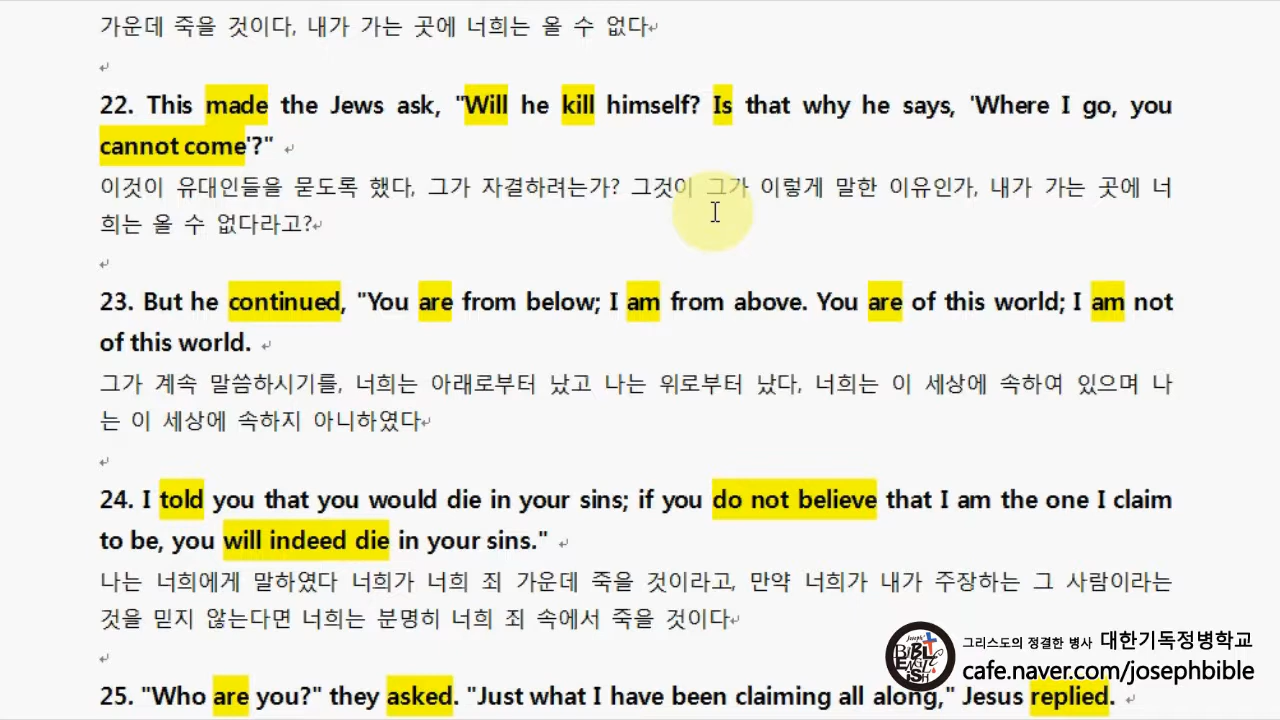 가운데 죽을 것이다, 내가 가는 곳에 너희는 올 수 없다
22. This made the Jews ask, "Will he kill himself? Is that why he says, 'Where I go, you
cannot come'?"
이것이 유대인들을 묻도록 했다, 그가 자결하려는가? 그것이 그가 이렇게 말한 이유인가, 내가 가는 곳에 너
희는 올 수 없다라고?
23. But he continued, "You are from below; I am from above. You are of this world; I am not
of this world.
그가 계속 말씀하시기를, 너희는 아래로부터 났고 나는 위로부터 났다, 너희는 이 세상에 속하여 있으며 나
는 이 세상에 속하지 아니하였다
24. I told you that you would die in your sins; if you do not believe that I am the one I claim
to be, you will indeed die in your sins."
나는 너희에게 말하였다 너희가 너희 죄 가운데 죽을 것이라고, 만약 너희가 내가 주장하는 그 사람이라는
것을 믿지 않는다면 너희는 분명히 너희 죄 속에서 죽을 것이다
Joseph's
BIBLE
ENGLISH
그리스도의 정결한 병사 대한기독정병학교
cafe.naver.com/josephbible
25. "Who are you?" they asked. "Just what I have been claiming all along," Jesus replied.